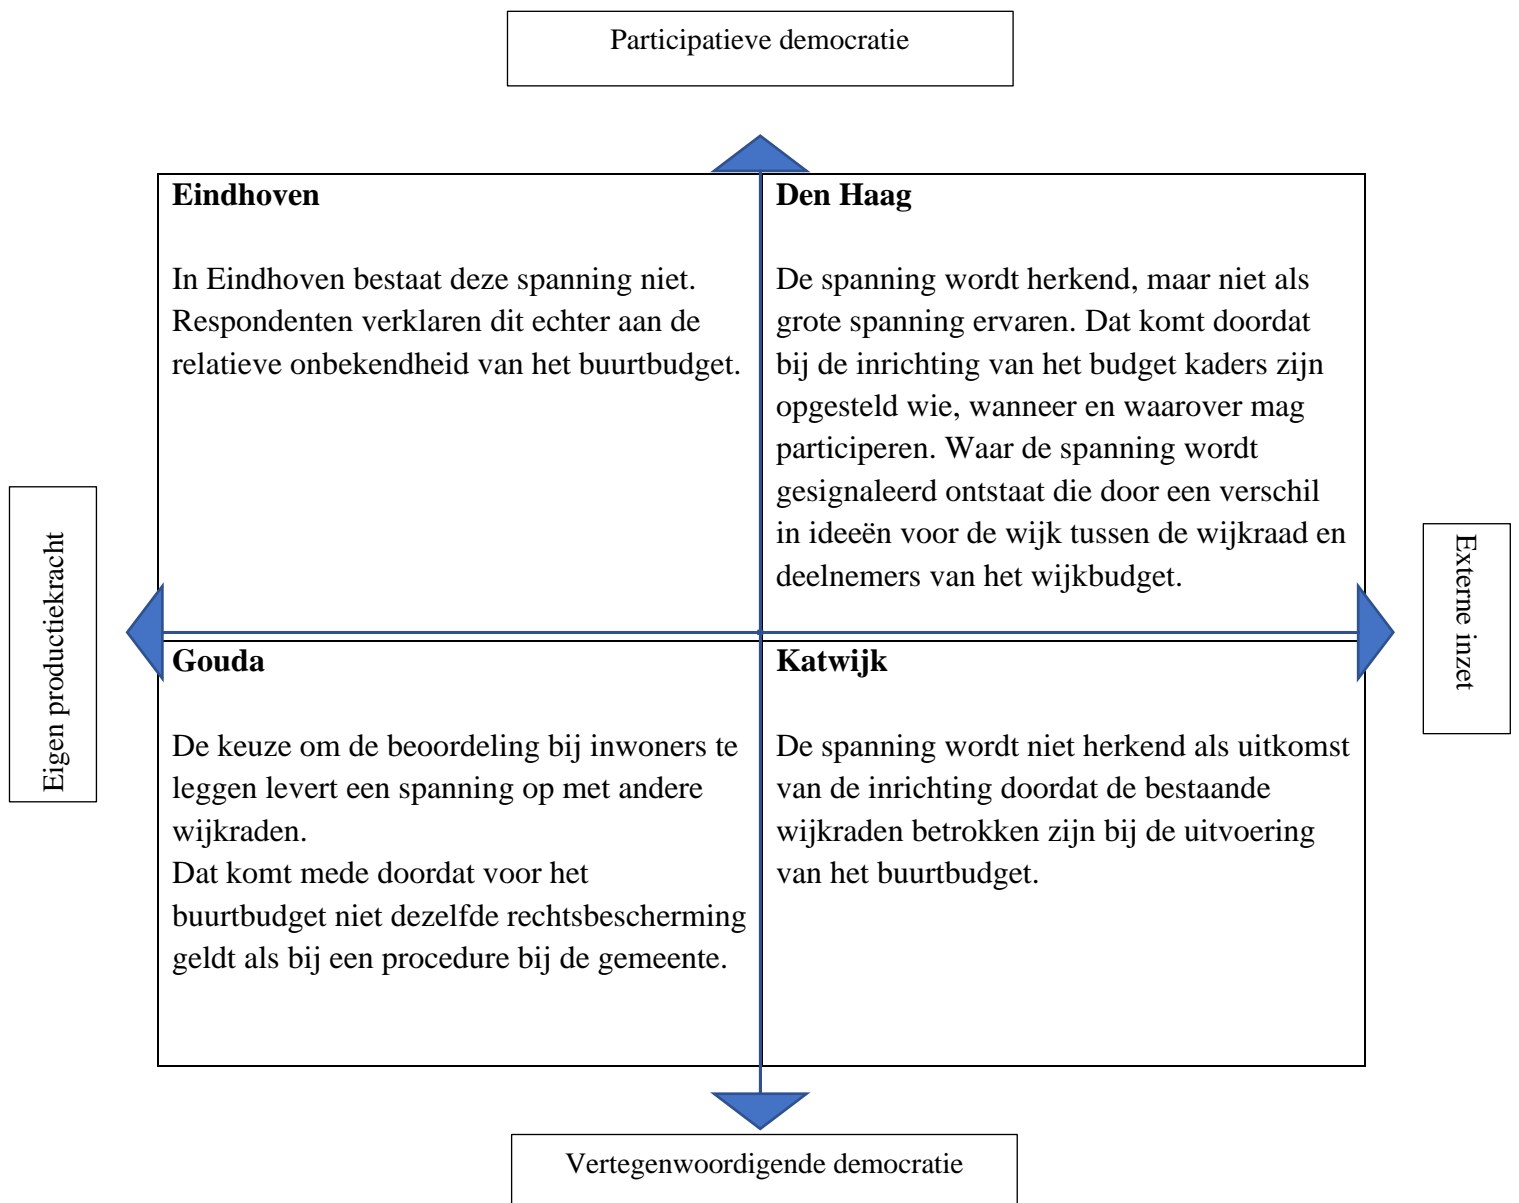 Participatieve democratie
Eindhoven
In Eindhoven bestaat deze spanning niet.
Respondenten verklaren dit echter aan de
relatieve onbekendheid van het buurtbudget.
Den Haag
De spanning wordt herkend, maar niet als
grote spanning ervaren. Dat komt doordat
bij de inrichting van het budget kaders zijn
opgesteld wie, wanneer en waarover mag
participeren. Waar de spanning wordt
gesignaleerd ontstaat die door een verschil
in ideeën voor de wijk tussen de wijkraad en
deelnemers van het wijkbudget.
Eigen productiekracht
Externe inzet
Gouda
De keuze om de beoordeling bij inwoners te
leggen levert een spanning op met andere
wijkraden.
Dat komt mede doordat voor het
buurtbudget niet dezelfde rechtsbescherming
geldt als bij een procedure bij de gemeente.
Katwijk
De spanning wordt niet herkend als uitkomst
van de inrichting doordat de bestaande
wijkraden betrokken zijn bij de uitvoering
van het buurtbudget.
Vertegenwoordigende democratie